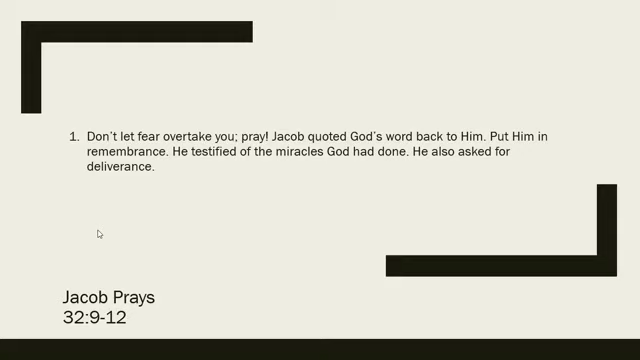 1. Don't let fear overtake you; pray! Jacob quoted God's word back to Him. Put Him in
remembrance. He testified of the miracles God had done. He also asked for
deliverance.
Jacob Prays
32:9-12